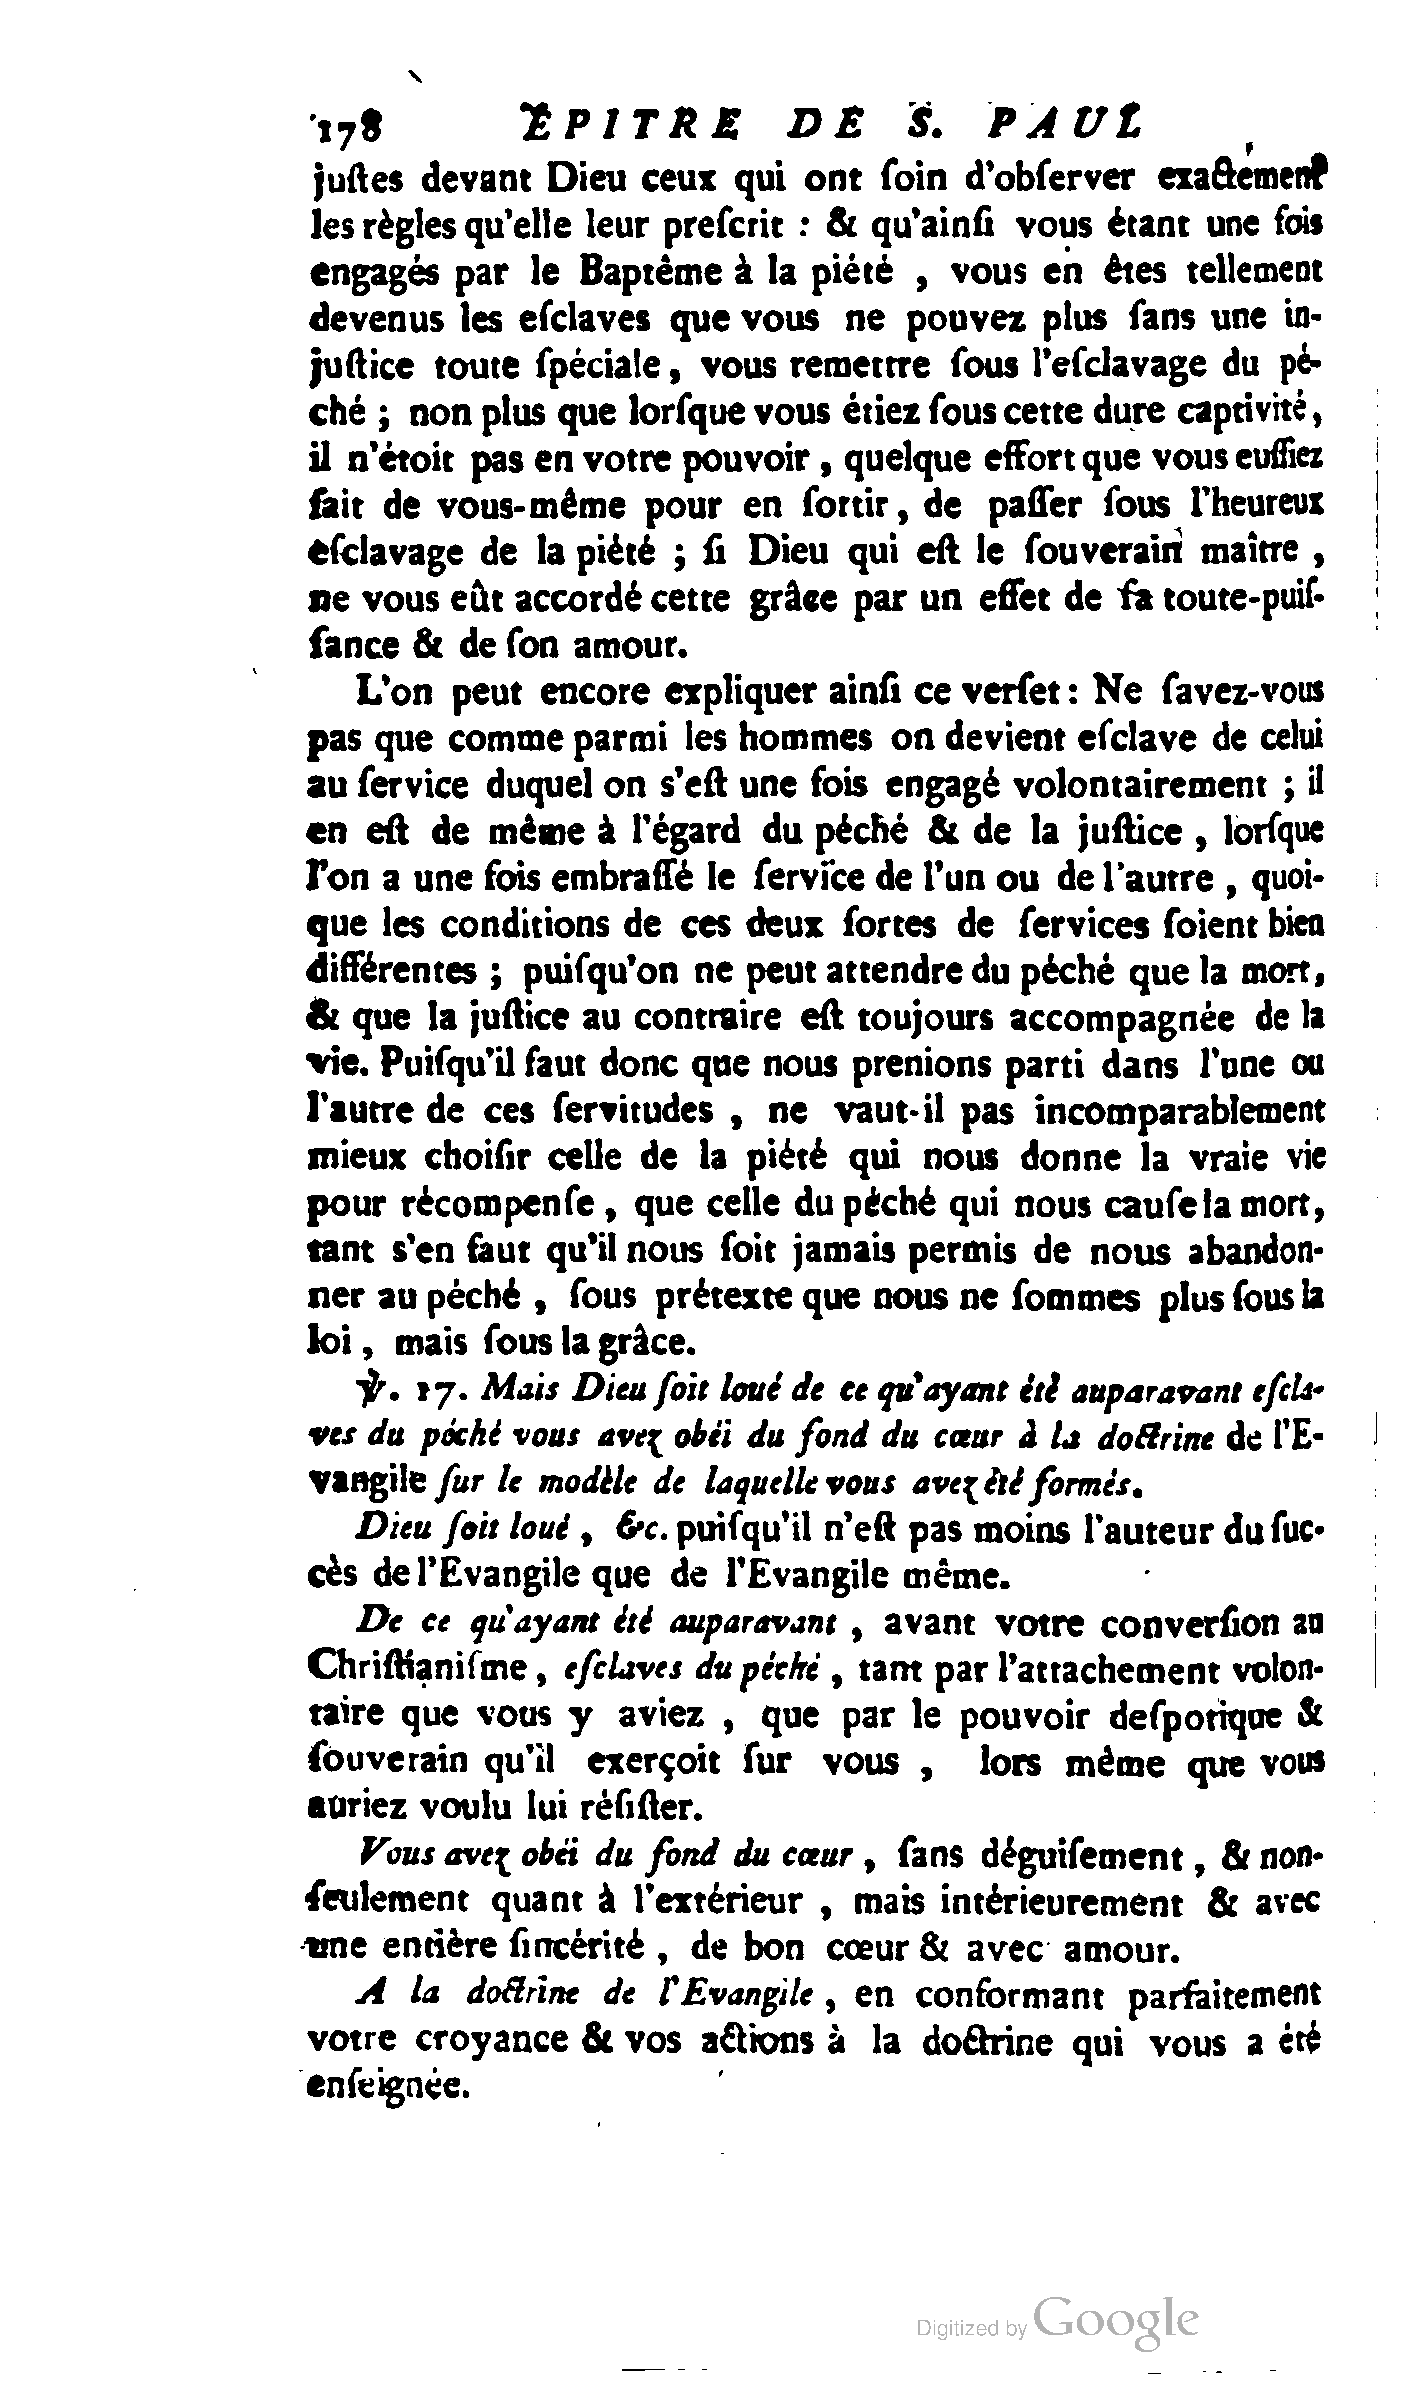 178 EPITRE DE S. PAUL
juſtes devant Dieu ceux qui ont ſoin d'obſerver exactement
les règles qu'elle leur preſcrit : & qu'ainſi vous étant une fois
engagés par le Baptême à la piété , vous en êtes tellement
devenus les eſclaves que vous ne pouvez plus ſans une in-
juſtice toute ſpéciale, vous remettre ſous l'eſclavage du pé-
ché ; non plus que lorſque vous étiez ſous cette dure captivité,
il n'étoit pas en votre pouvoir , quelque effort que vous euſſiez
fait de vous-même pour en ſortir, de paſſer ſous l'heureux
eſclavage de la piété ; ſi Dieu qui eſt le ſouverain maître ,
ne vous eût accordé cette grâce par un effet de ſa toute-puiſ-
ſance & de ſon amour.
L'on peut encore expliquer ainſi ce verſet : Ne ſavez-vous
pas que comme parmi les hommes on devient eſclave de celui
au ſervice duquel on s'eſt une fois engagé volontairement ; il
en eſt de même à l'égard du péché & de la juſtice , lorſque
l'on a une fois embraſſé le ſervice de l'un ou de l'autre , quoi-
que les conditions de ces deux ſortes de ſervices ſoient bien
différentes ; puiſqu'on ne peut attendre du péché que la mort,
& que la juſtice au contraire eſt toujours accompagnée de la
vie. Puiſqu'il faut donc que nous prenions parti dans l'une ou
l'autre de ces ſervitudes , ne vaut-il pas incomparablement
mieux choiſir celle de la piété qui nous donne la vraie vie
pour récompenſe , que celle du péché qui nous cauſe la mort,
tant s'en faut qu'il nous ſoit jamais permis de nous abandon-
ner au péché , ſous prétexte que nous ne ſommes plus ſous la
loi , mais ſous la grâce.
℣. 17. Mais Dieu ſoit loué de ce qu'ayant été auparavant eſcla-
ves du péché vous avez obéi du fond du cœur à la doctrine de l'E-
vangile ſur le modèle de laquelle vous avez été formés.
Dieu ſoit loué , &c. puiſqu'il n'eſt pas moins l'auteur du ſuc-
cès de l'Evangile que de l'Evangile même.
De ce qu'ayant été auparavant , avant votre converſion au
Chriſtianiſme , eſclaves du péché , tant par l'attachement volon-
taire que vous y aviez , que par le pouvoir deſpotique &
ſouverain qu'il exerçoit ſur vous , lors même que vous
auriez voulu lui réſiſter.
Vous avez obéi du fond du cœur , ſans déguiſement , & non-
ſeulement quant à l'extérieur , mais intérieurement & avec
une entière ſincérité , de bon cœur & avec amour.
A la doctrine de l'Evangile , en conformant parfaitement
votre croyance & vos actions à la doctrine qui vous a été
enſeignée.
Digitized by Google